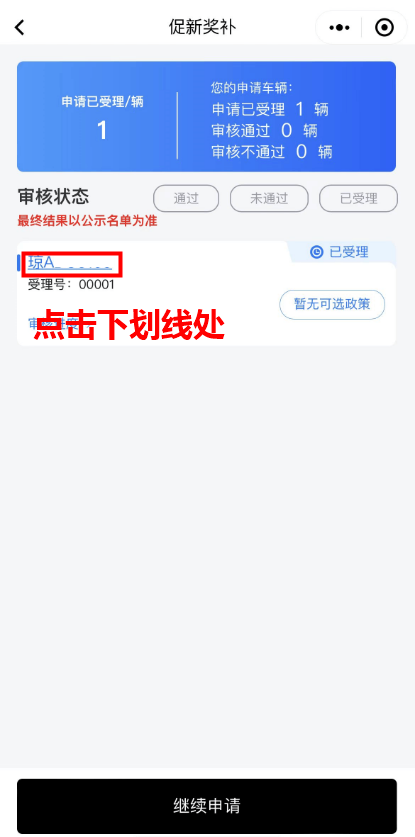 促新奖补
申请已受理/辆
1
您的申请车辆:
申请已受理 1 辆
审核通过 0 辆
审核不通过 0 辆
审核状态
通过
未通过
已受理
最终结果以公示名单为准
琼A
已受理
受理号：00001
暂无可选政策
点击下划线处
继续申请